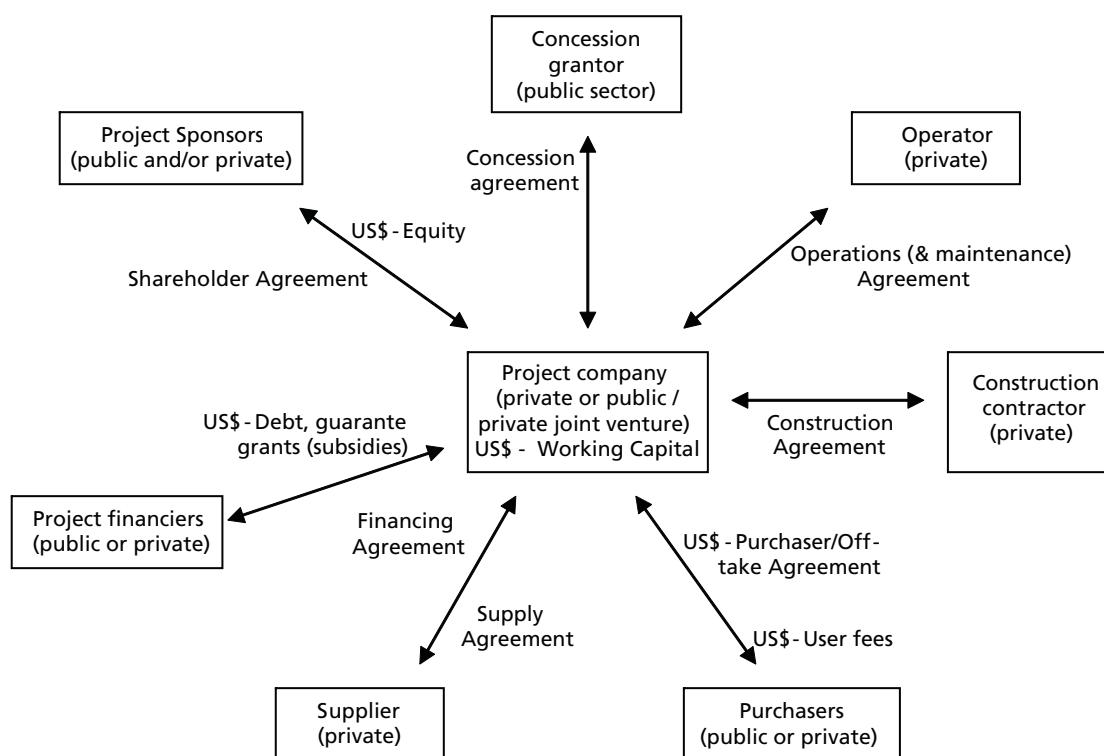 Concession
grantor
(public sector)
Project Sponsors
(public and/or private)
Operator
(private)
Concession
agreement
US$ - Equity
Shareholder Agreement
Operations (& maintenance)
Agreement
Project company
(private or public /
private joint venture)
US$ -  Working Capital
Construction
contractor
(private)
Construction
Agreement
US$ - Debt, guarante
grants (subsidies)
Project financiers
(public or private)
Financing
Agreement
US$ - Purchaser/Off-
take Agreement
Supply
Agreement
US$ - User fees
Supplier
(private)
Purchasers
(public or private)